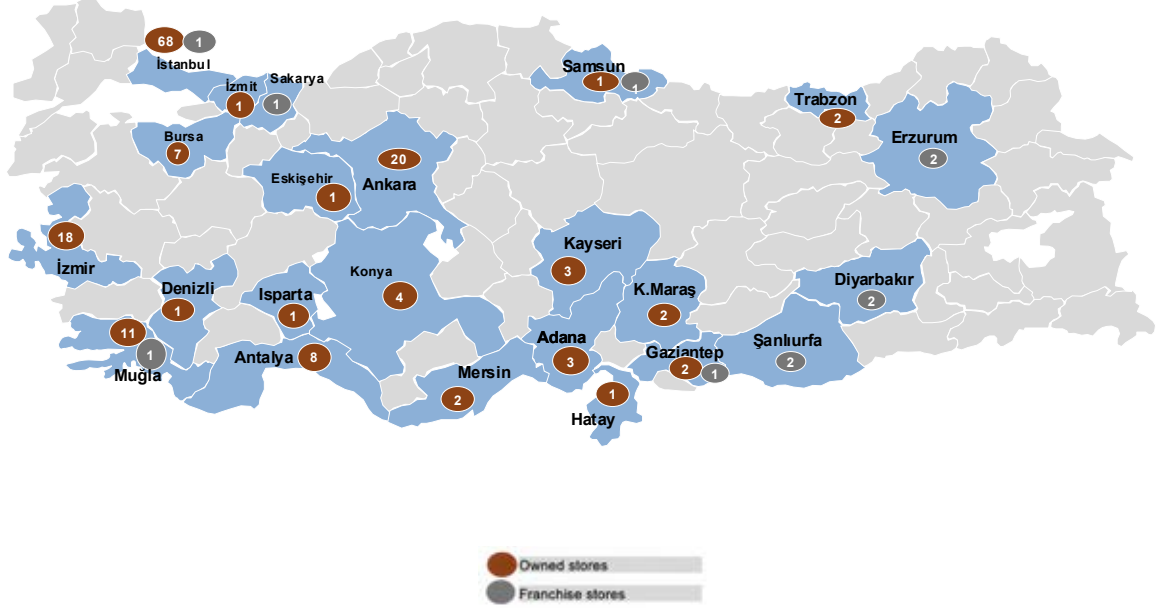 68 1
İstanbul
İzmit
1
Sakarya
1
Bursa
7
Samsun
1 1
Trabzon
2
Erzurum
2
Eskişehir
1
20
Ankara
18
İzmir
Denizli
1
Isparta
1
Konya
4
Kayseri
3
K.Maraş
2
Diyarbakır
2
11
1
Muğla
Antalya 8
Mersin
2
Adana
3
Gaziantep
2 1
Şanlıurfa
2
1
Hatay
Owned stores
Franchise stores